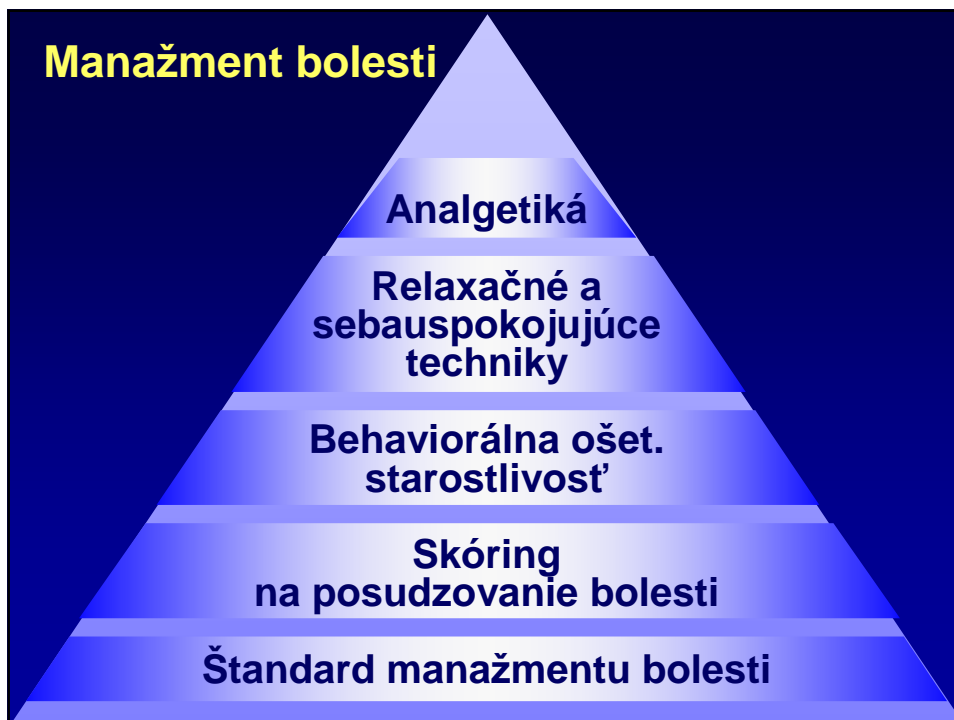 Manažment bolesti
Analgetiká
Relaxačné a
sebauspokojujúce
techniky
Behaviorálna ošet.
starostlivosť
Skóring
na posudzovanie bolesti
Štandard manažmentu bolesti